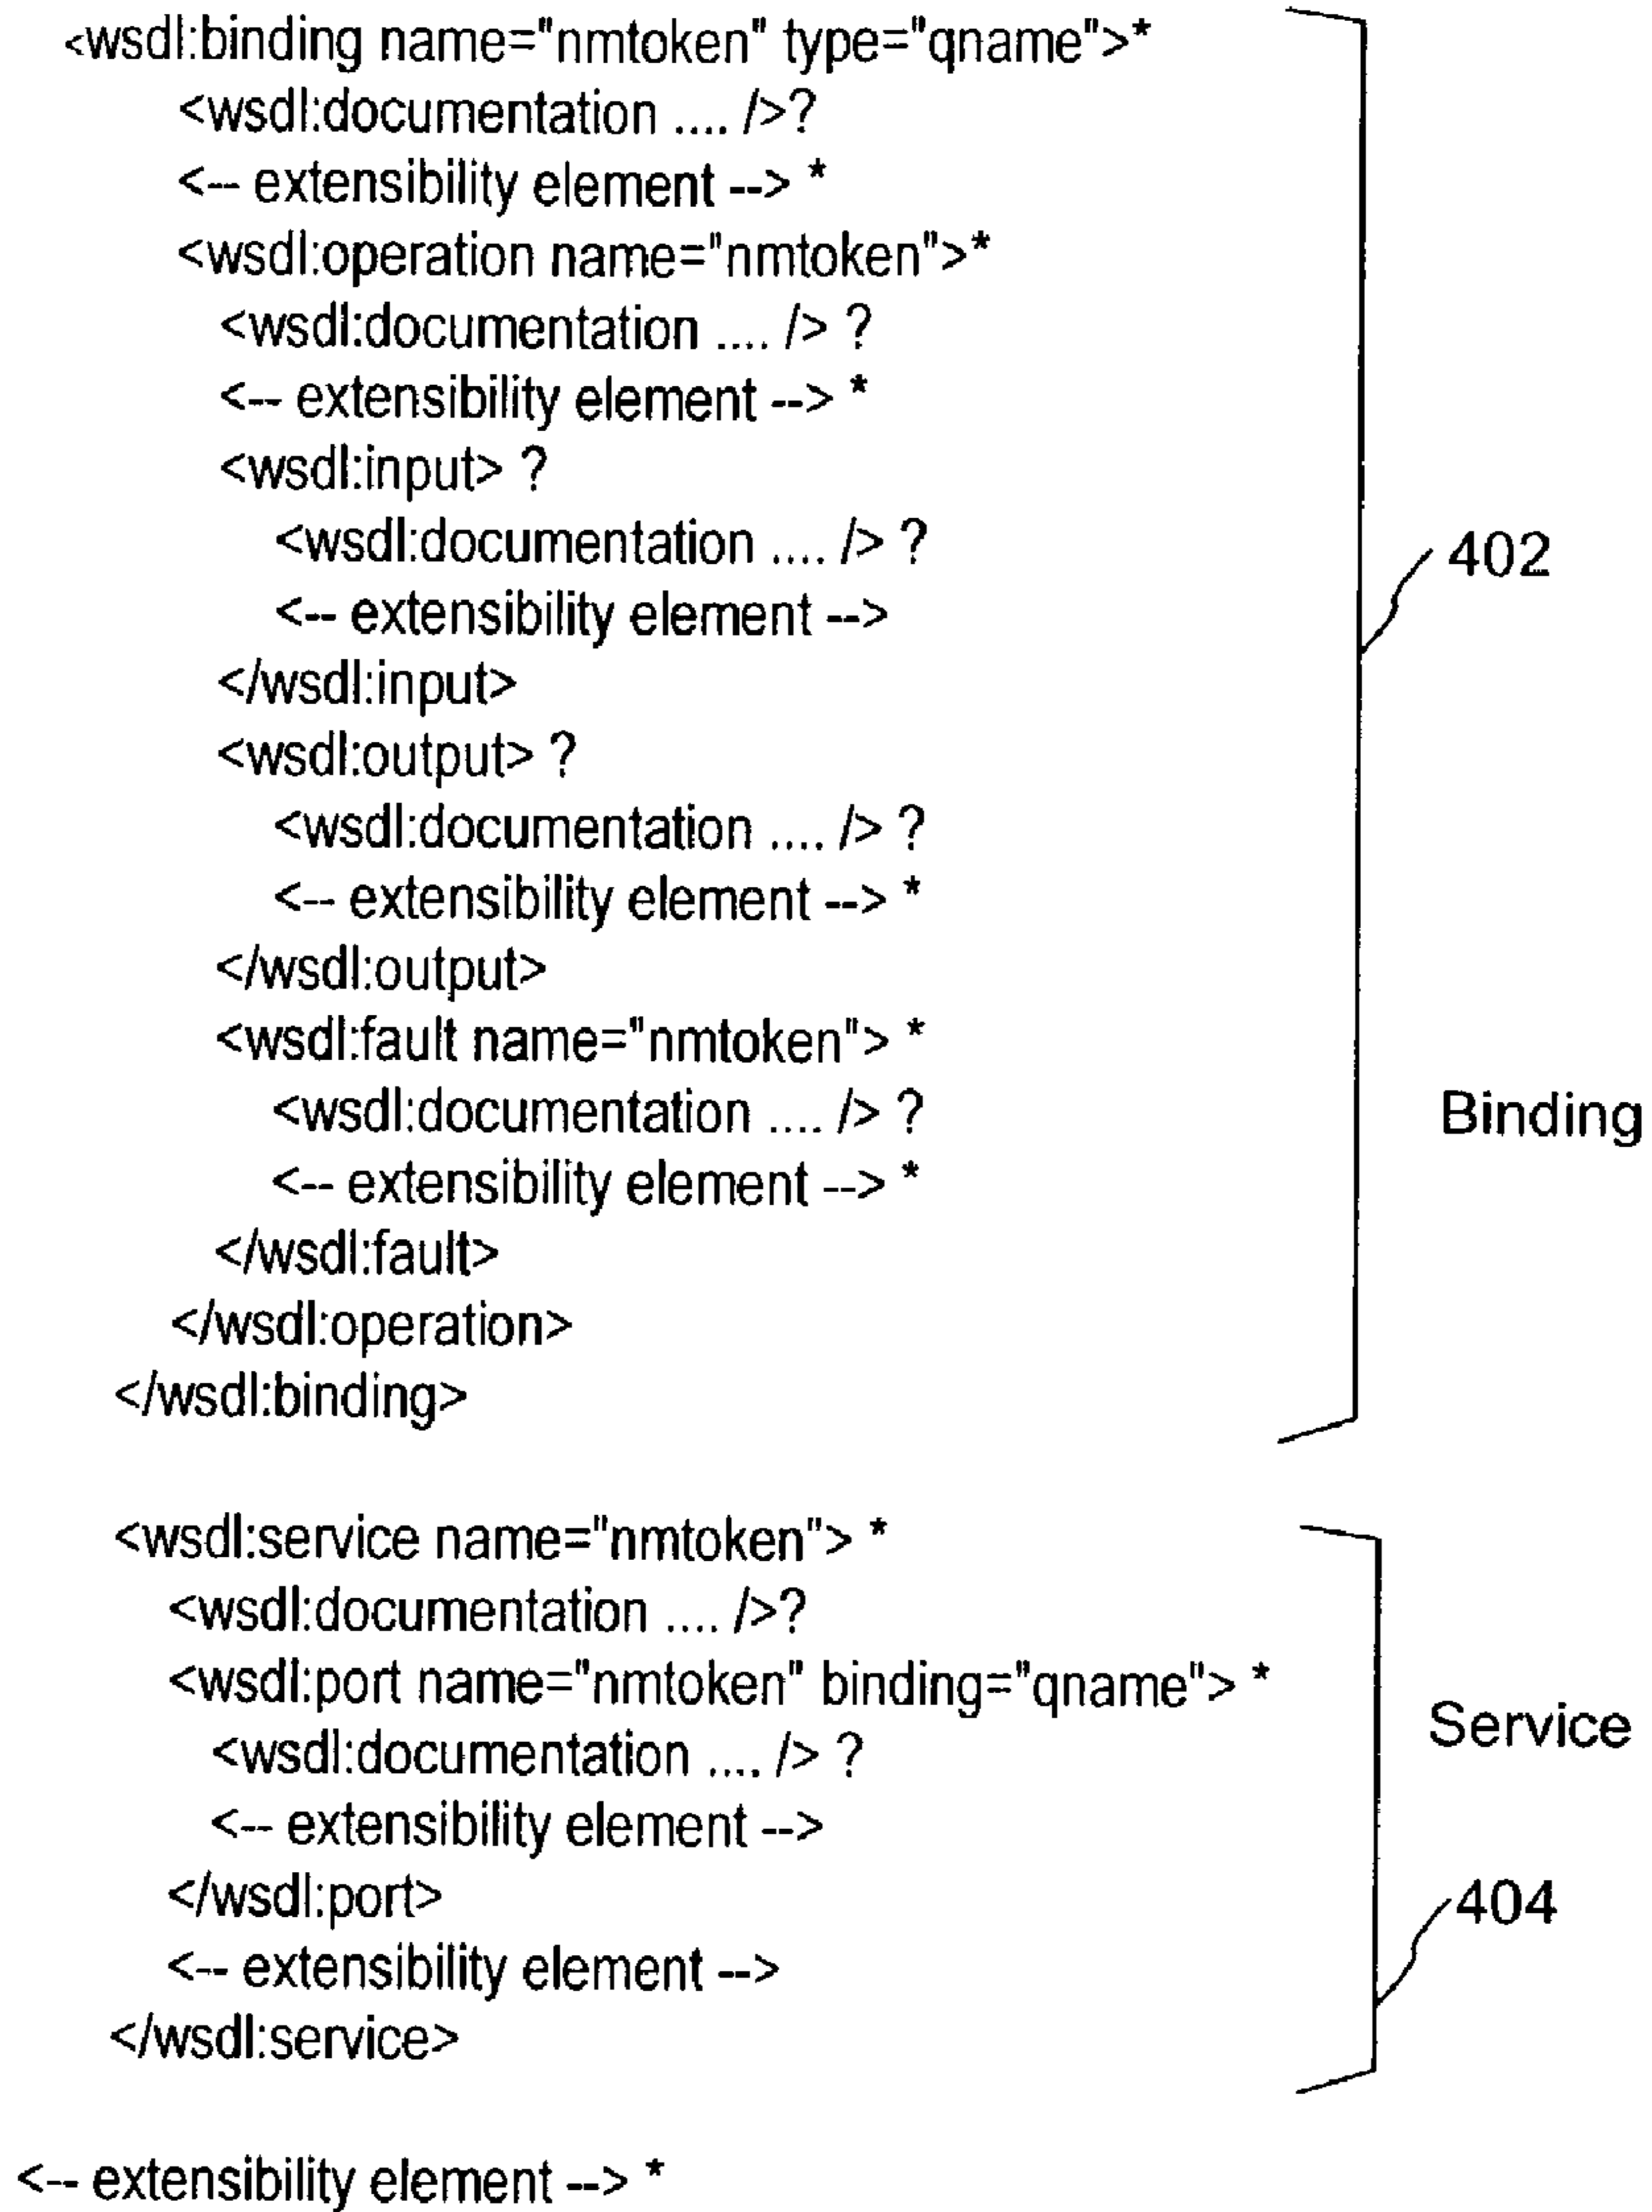 <wsdl:binding name="nmtoken" type="qname">*
<wsdl:documentation .... />?
<-- extensibility element --> *
<wsdl:operation name="nmtoken">*
<wsdl:documentation .... /> ?
<-- extensibility element --> *
<wsdl:input> ?
<wsdl:documentation .... /> ?
<-- extensibility element -->
</wsdl:input>
<wsdl:output> ?
<wsdl:documentation .... /> ?
<-- extensibility element --> *
</wsdl:output>
<wsdl:fault name="nmtoken"> *
<wsdl:documentation .... /> ?
<-- extensibility element --> *
</wsdl:fault>
</wsdl:operation>
</wsdl:binding>
402
Binding
<wsdl:service name="nmtoken"> *
<wsdl:documentation .... />?
<wsdl:port name="nmtoken" binding="qname"> *
<wsdl:documentation .... /> ?
<-- extensibility element -->
</wsdl:port>
<-- extensibility element -->
</wsdl:service>
Service
404
<-- extensibility element --> *